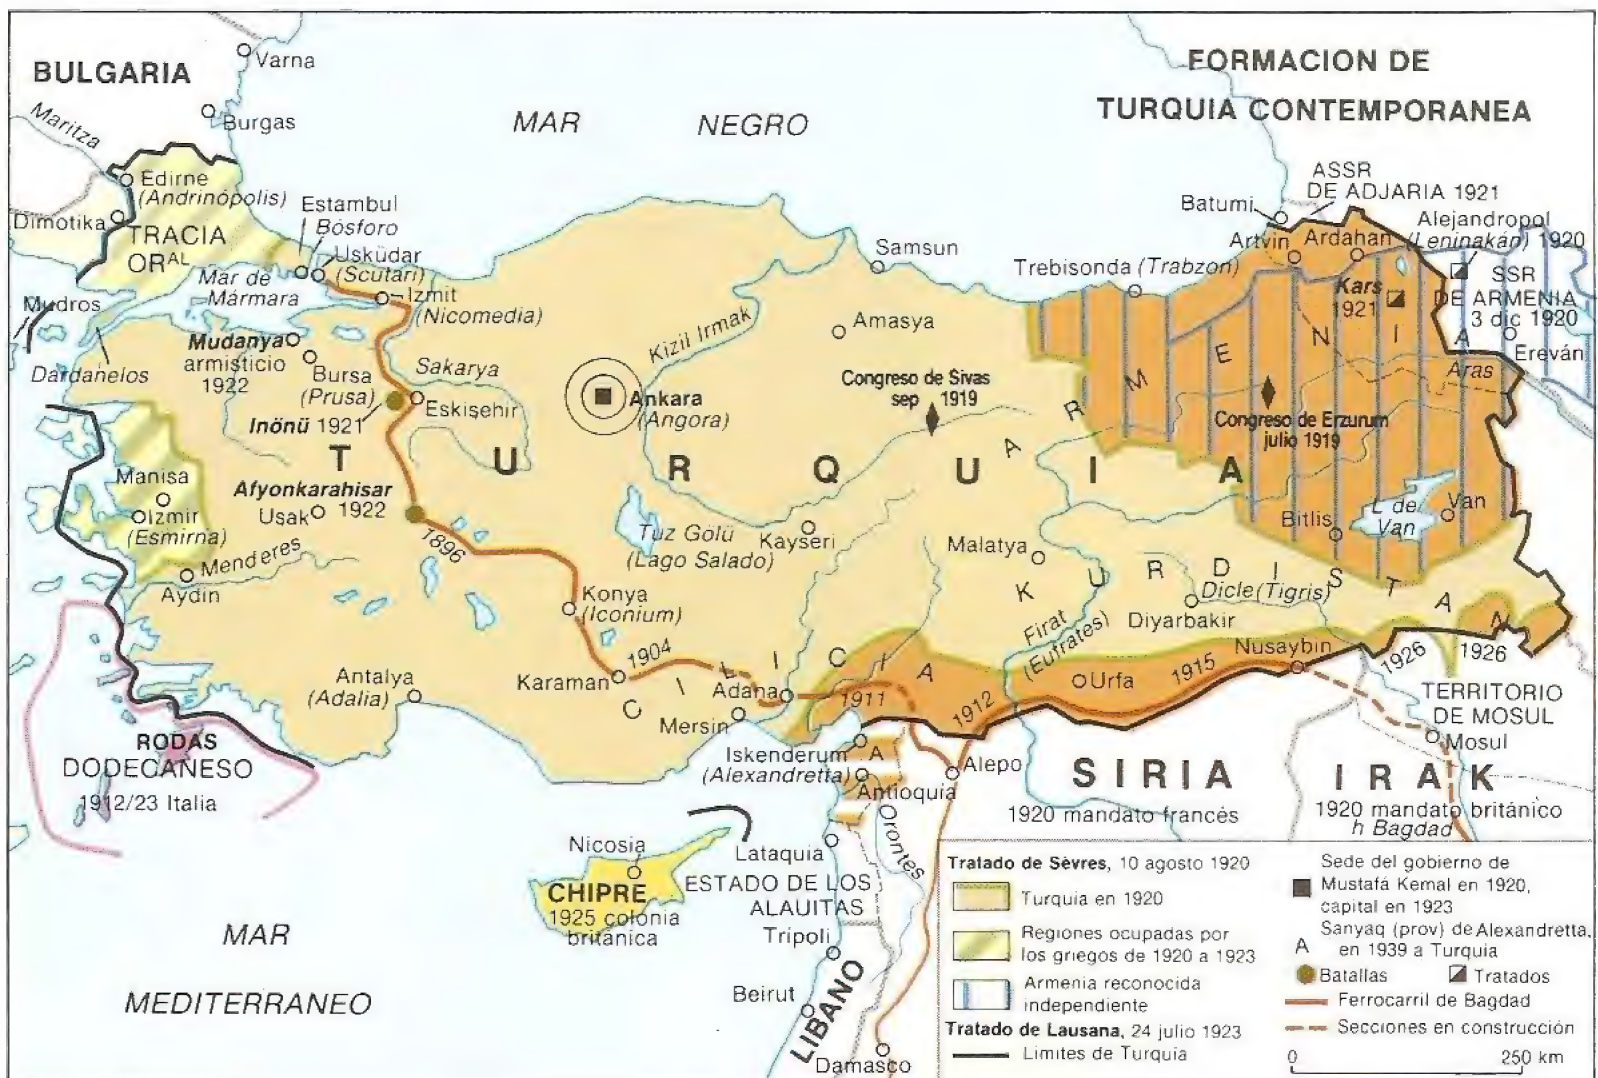 FORMACION DE
TURQUIA CONTEMPORANEA
BULGARIA
Varna
Burgas
Maritza
MAR NEGRO
Edirne
(Andrinópolis)
Dimotika
TRACIA
ORAL
Estambul
Bósforo
Usküdar
(Scutari)
Mar de
Mármara
Izmit
(Nicomedia)
Mudros
Dardanelos
Mudanya
armisticio
1922
Bursa
(Prusa)
Inönü 1921
Sakarya
Eskişehir
Ankara
(Angora)
Kizil Irmak
Amasya
Samsun
Trebisonda (Trabzon)
Batumi
ASSR
DE ADJARIA 1921
Artvin
Ardahan
Alejandropol
(Leninakán) 1920
SSR
DE ARMENIA
3 dic 1920
Kars
1921
Ereván
Aras
Congreso de Sivas
sep 1919
Congreso de Erzurum
julio 1919
ARMENIA
TURQUIA
Manisa
Izmir
(Esmirna)
Afyonkarahisar
1922
Usak
Menderes
Aydin
1896
Tuz Gölü
(Lago Salado)
Kayseri
Malatya
KURDISTAN
Bitlis
L de
Van
Van
Dicle (Tigris)
Diyarbakir
Firat
(Eufrates)
Konya
(Iconium)
Karaman
1904
CILICIA
Antalya
(Adalia)
Mersin
Adana
1911
1912
Urfa
1915
Nusaybin
1926
1926
TERRITORIO
DE MOSUL
Mosul
RODAS
DODECANESO
1912/23 Italia
Iskenderum
(Alexandretta)
A
Antioquía
Alepo
Orontes
SIRIA
1920 mandato francés
IRAK
1920 mandato británico
h Bagdad
Nicosia
CHIPRE
1925 colonia
británica
Lataquia
ESTADO DE LOS
ALAUITAS
Tripoli
Beirut
LIBANO
Damasco
MAR
MEDITERRANEO
Tratado de Sèvres, 10 agosto 1920
Turquia en 1920
Regiones ocupadas por
los griegos de 1920 a 1923
Armenia reconocida
independiente
Tratado de Lausana, 24 julio 1923
Limites de Turquia
Sede del gobierno de
Mustafá Kemal en 1920,
capital en 1923
Sanyaq (prov) de Alexandretta,
A en 1939 a Turquia
Batallas
Tratados
Ferrocarril de Bagdad
Secciones en construcción
0 250 km